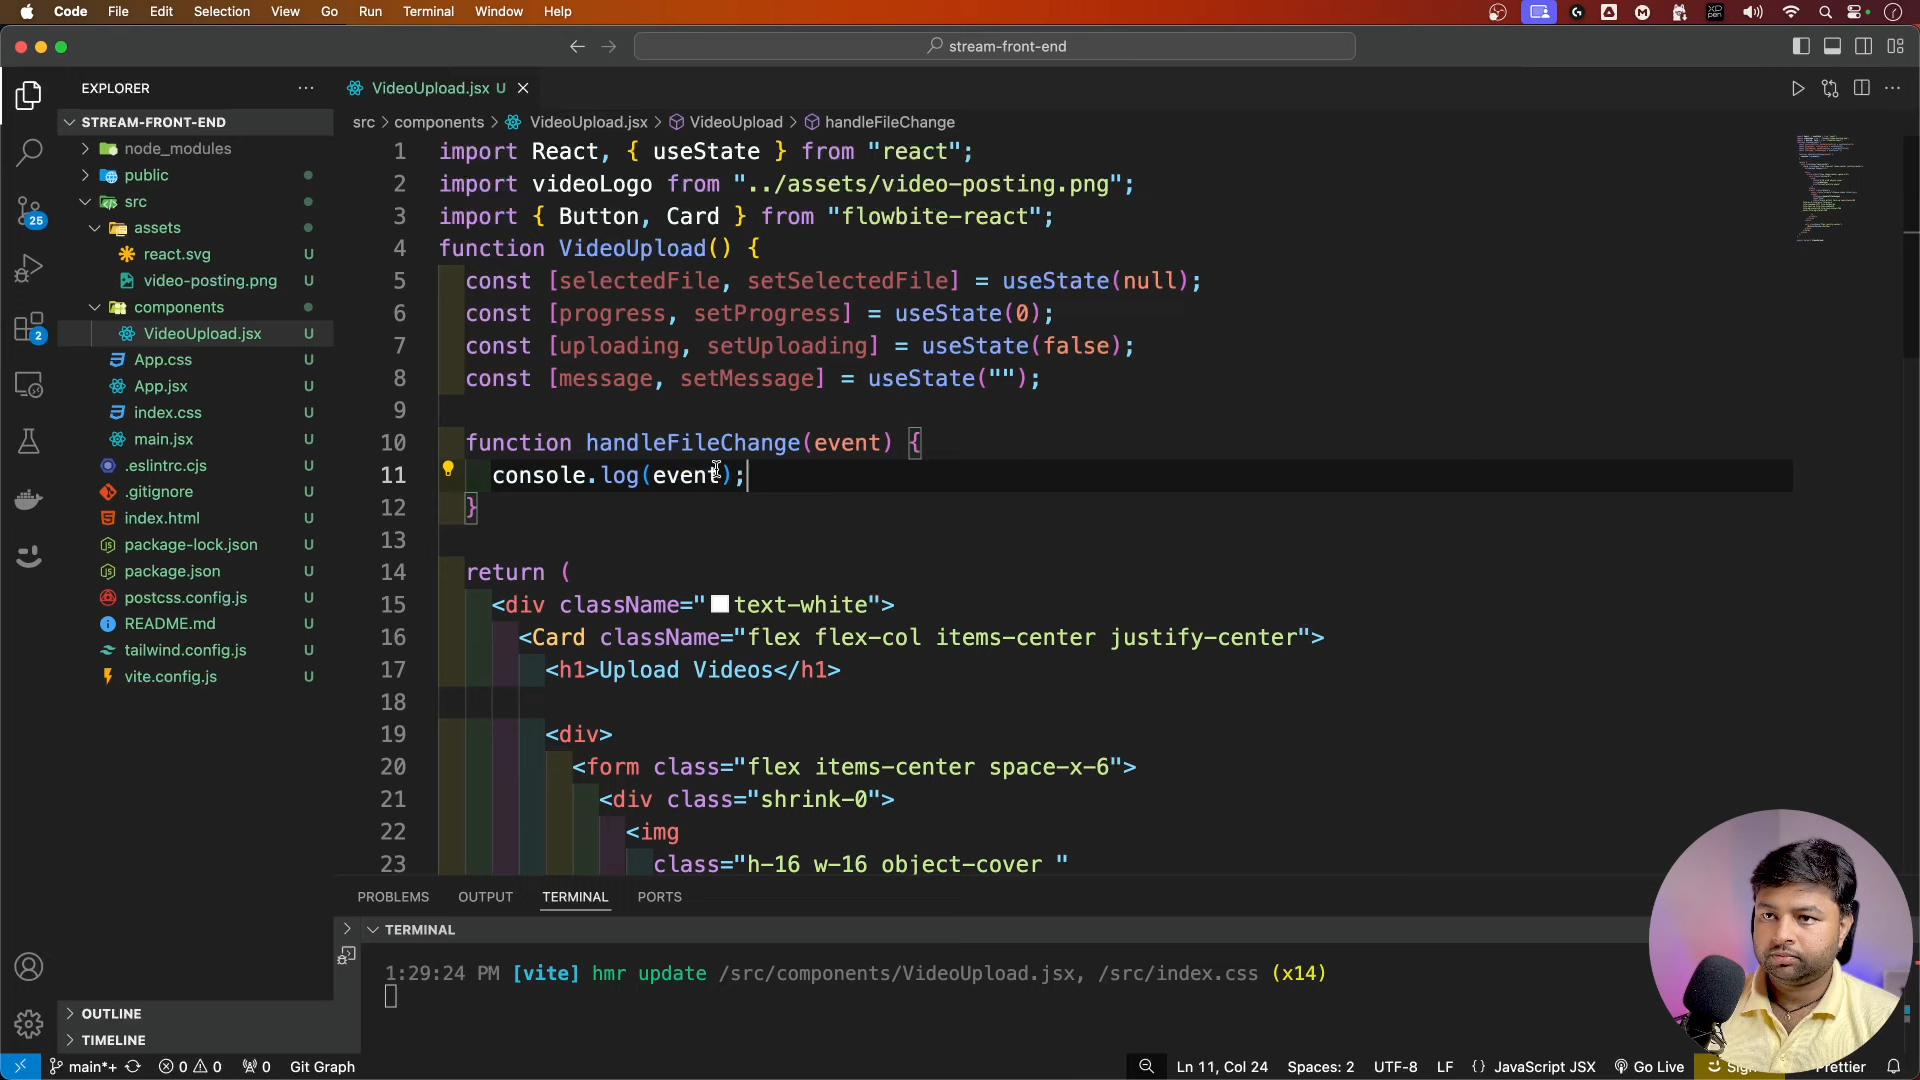 Code File Edit Selection View Go Run Terminal Window Help
stream-front-end
EXPLORER
VideoUpload.jsx U
STREAM-FRONT-END
src > components > VideoUpload.jsx > VideoUpload > handleFileChange
node_modules
public
src
assets
react.svg U
video-posting.png U
components
VideoUpload.jsx U
App.css U
App.jsx U
index.css U
main.jsx U
.eslintrc.cjs U
.gitignore U
index.html U
package-lock.json U
package.json U
postcss.config.js U
README.md U
tailwind.config.js U
vite.config.js U
OUTLINE
TIMELINE
25
2
1 import React, { useState } from "react";
2 import videoLogo from "../assets/video-posting.png";
3 import { Button, Card } from "flowbite-react";
4 function VideoUpload() {
5 const [selectedFile, setSelectedFile] = useState(null);
6 const [progress, setProgress] = useState(0);
7 const [uploading, setUploading] = useState(false);
8 const [message, setMessage] = useState("");
9
10 function handleFileChange(event) {
11 console.log(event);
12 }
13
14 return (
15 <div className="text-white">
16 <Card className="flex flex-col items-center justify-center">
17 <h1>Upload Videos</h1>
18
19 <div>
20 <form class="flex items-center space-x-6">
21 <div class="shrink-0">
22 <img
23 class="h-16 w-16 object-cover "
PROBLEMS OUTPUT TERMINAL PORTS
TERMINAL
1:29:24 PM [vite] hmr update /src/components/VideoUpload.jsx, /src/index.css (x14)
main*+ 0 0 0 Git Graph Ln 11, Col 24 Spaces: 2 UTF-8 LF {} JavaScript JSX Go Live